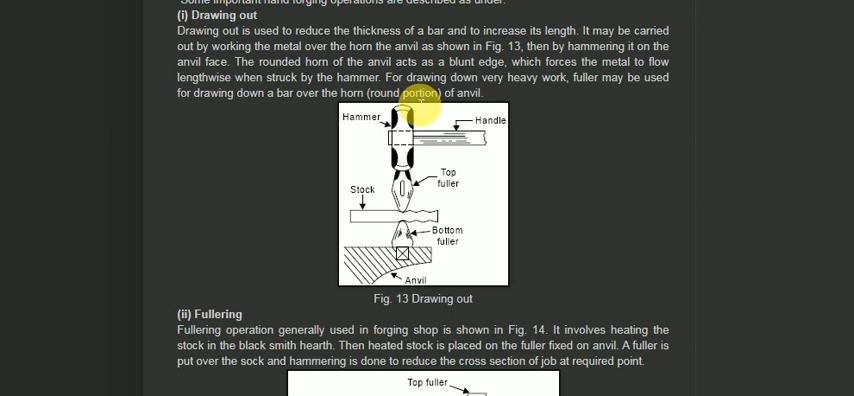 Some important hand forging operations are described as under.
(i) Drawing out
Drawing out is used to reduce the thickness of a bar and to increase its length. It may be carried
out by working the metal over the horn the anvil as shown in Fig. 13, then by hammering it on the
anvil face. The rounded horn of the anvil acts as a blunt edge, which forces the metal to flow
lengthwise when struck by the hammer. For drawing down very heavy work, fuller may be used
for drawing down a bar over the horn (round portion) of anvil.
Hammer
Handle
Top
fuller
Stock
Bottom
fuller
Anvil
Fig. 13 Drawing out
(ii) Fullering
Fullering operation generally used in forging shop is shown in Fig. 14. It involves heating the
stock in the black smith hearth. Then heated stock is placed on the fuller fixed on anvil. A fuller is
put over the sock and hammering is done to reduce the cross section of job at required point.
Top fuller